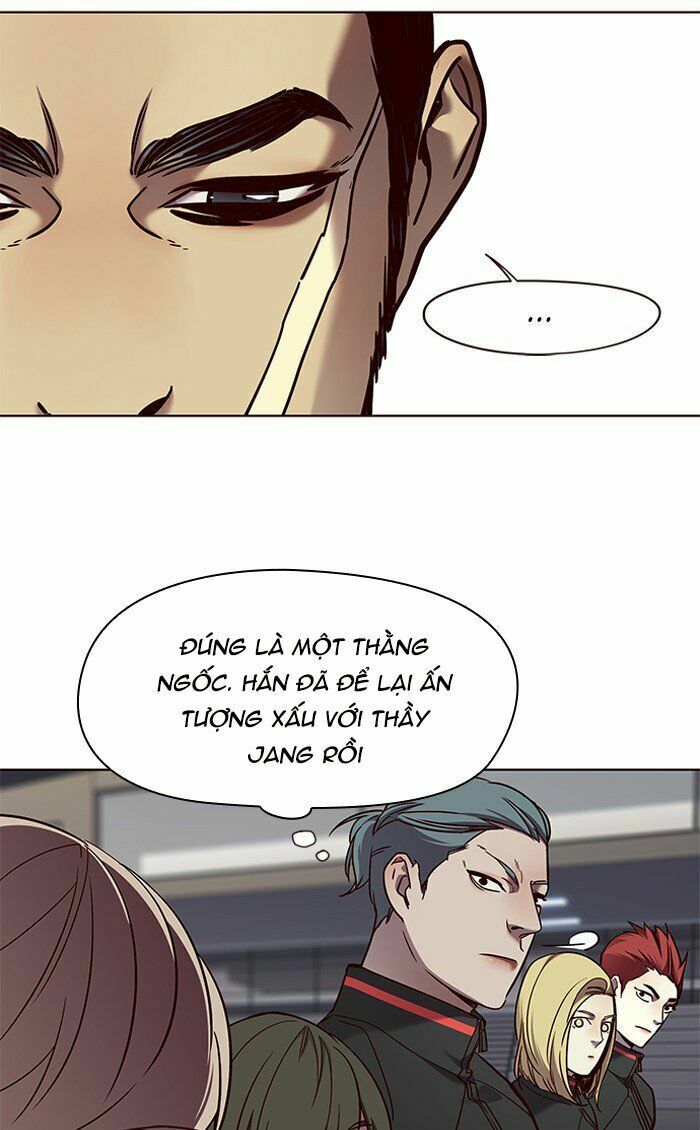 ...
ĐÚNG LÀ MỘT THẰNG
NGỐC. HẮN ĐÃ ĐỂ LẠI ẤN
TƯỢNG XẤU VỚI THẦY
JANG RỒI